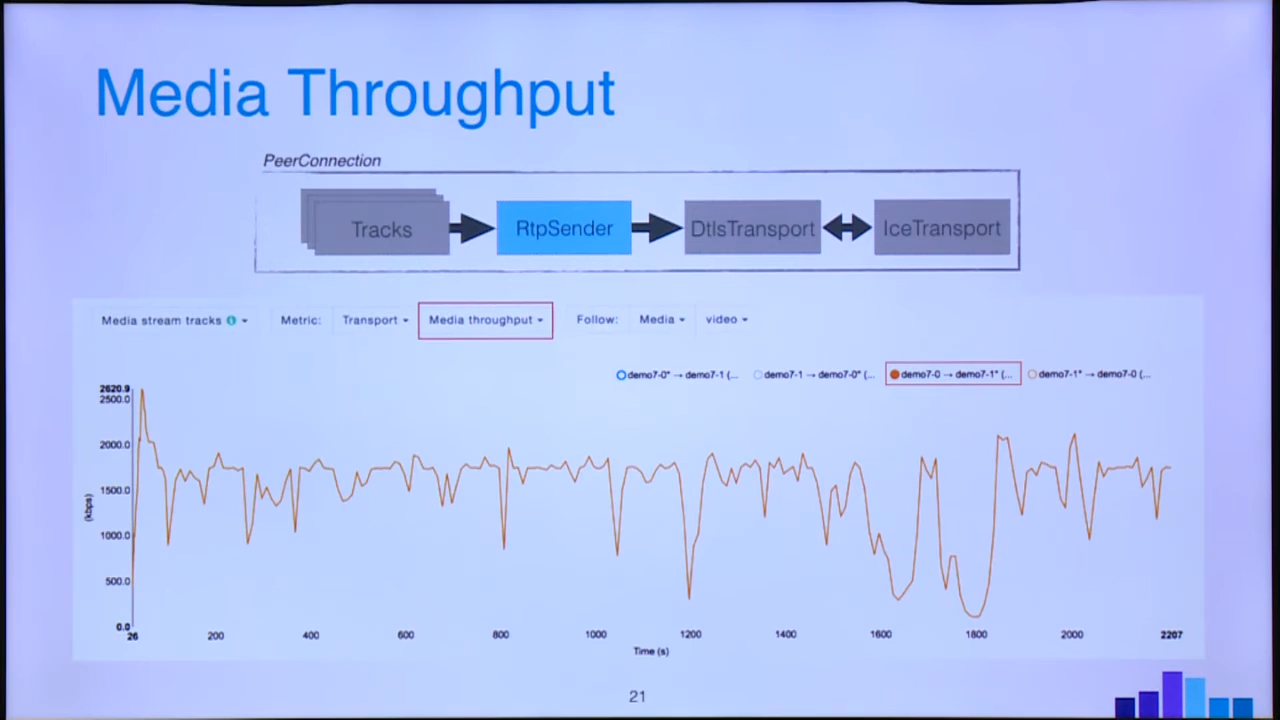 Media Throughput
PeerConnection
Tracks
RtpSender
DtlsTransport
IceTransport
Media stream tracks
Metric:
Transport
Media throughput
Follow:
Media
video
demo7-0* → demo7-1 (...
demo7-1 → demo7-0* (...
demo7-0 → demo7-1* (...
demo7-1* → demo7-0 (...
2620.9
2500.0
2000.0
1500.0
1000.0
500.0
0.0
(kbps)
26
200
400
600
800
1000
1200
1400
1600
1800
2000
2207
Time (s)
21